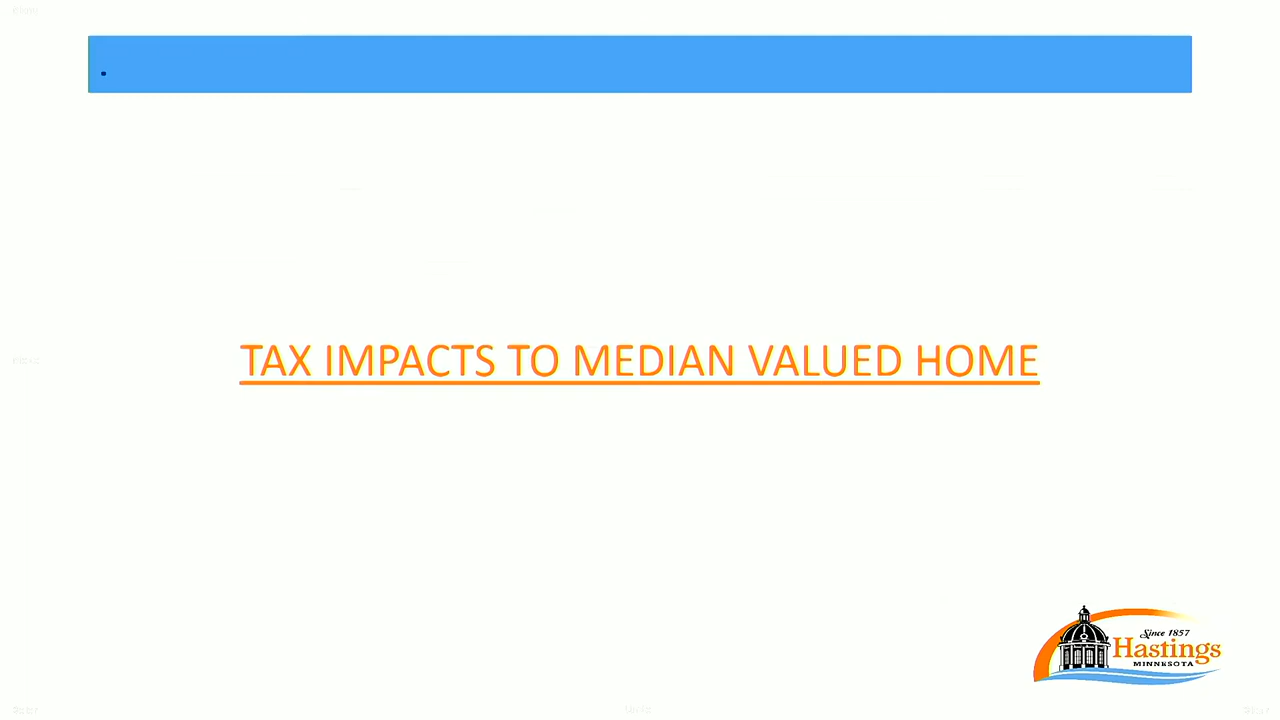 .
TAX IMPACTS TO MEDIAN VALUED HOME
Since 1857
Hastings
MINNESOTA